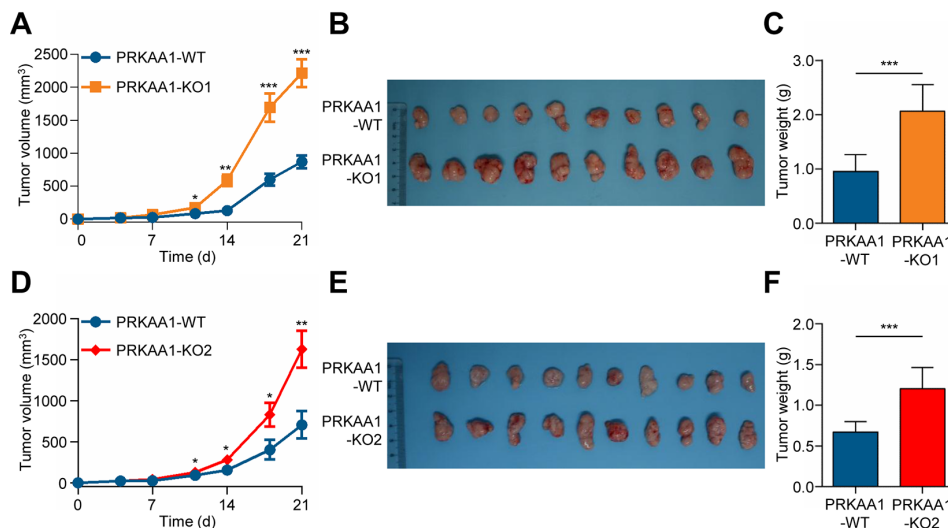 A
PRKAA1-WT
PRKAA1-KO1
Tumor volume (mm³)
2500
2000
1500
1000
500
0
*
**
***
***
0 7 14 21
Time (d)
B
PRKAA1
-WT
PRKAA1
-KO1
C
Tumor weight (g)
3.0
2.0
1.0
0.0
***
PRKAA1 PRKAA1
-WT -KO1
D
PRKAA1-WT
PRKAA1-KO2
Tumor volume (mm³)
2000
1500
1000
500
0
*
*
*
**
0 7 14 21
Time (d)
E
PRKAA1
-WT
PRKAA1
-KO2
F
Tumor weight (g)
2.0
1.5
1.0
0.5
0.0
***
PRKAA1 PRKAA1
-WT -KO2